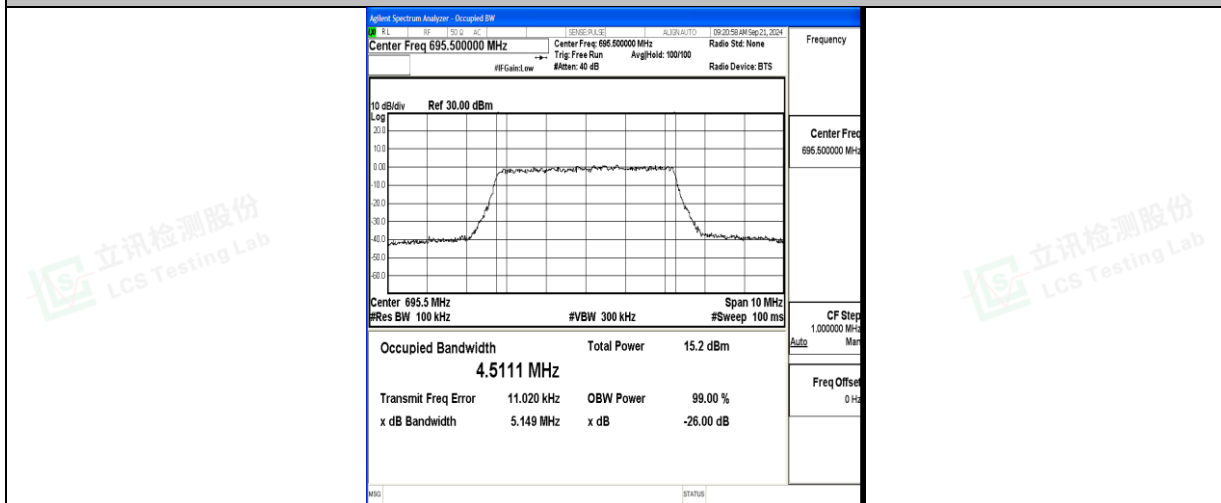 Agilent Spectrum Analyzer - Occupied BW
RL RF 50 Ω AC SENSE:PULSE ALIGN AUTO 09:20:58 AM Sep 21, 2024
Center Freq 695.500000 MHz
Center Freq: 695.500000 MHz
Radio Std: None
Trig: Free Run Avg|Hold: 100/100
#IFGain:Low
#Atten: 40 dB
Radio Device: BTS
10 dB/div Ref 30.00 dBm
Log
20.0
10.0
0.00
-10.0
-20.0
-30.0
-40.0
-50.0
-60.0
Center 695.5 MHz Span 10 MHz
#Res BW 100 kHz #VBW 300 kHz #Sweep 100 ms
Occupied Bandwidth Total Power 15.2 dBm
4.5111 MHz
Transmit Freq Error 11.020 kHz OBW Power 99.00 %
x dB Bandwidth 5.149 MHz x dB -26.00 dB
MSG STATUS
Frequency
Center Freq
695.500000 MHz
CF Step
1.000000 MHz
Auto Man
Freq Offset
0 Hz
立讯检测股份
LCS Testing Lab
立讯检测股份
LCS Testing Lab